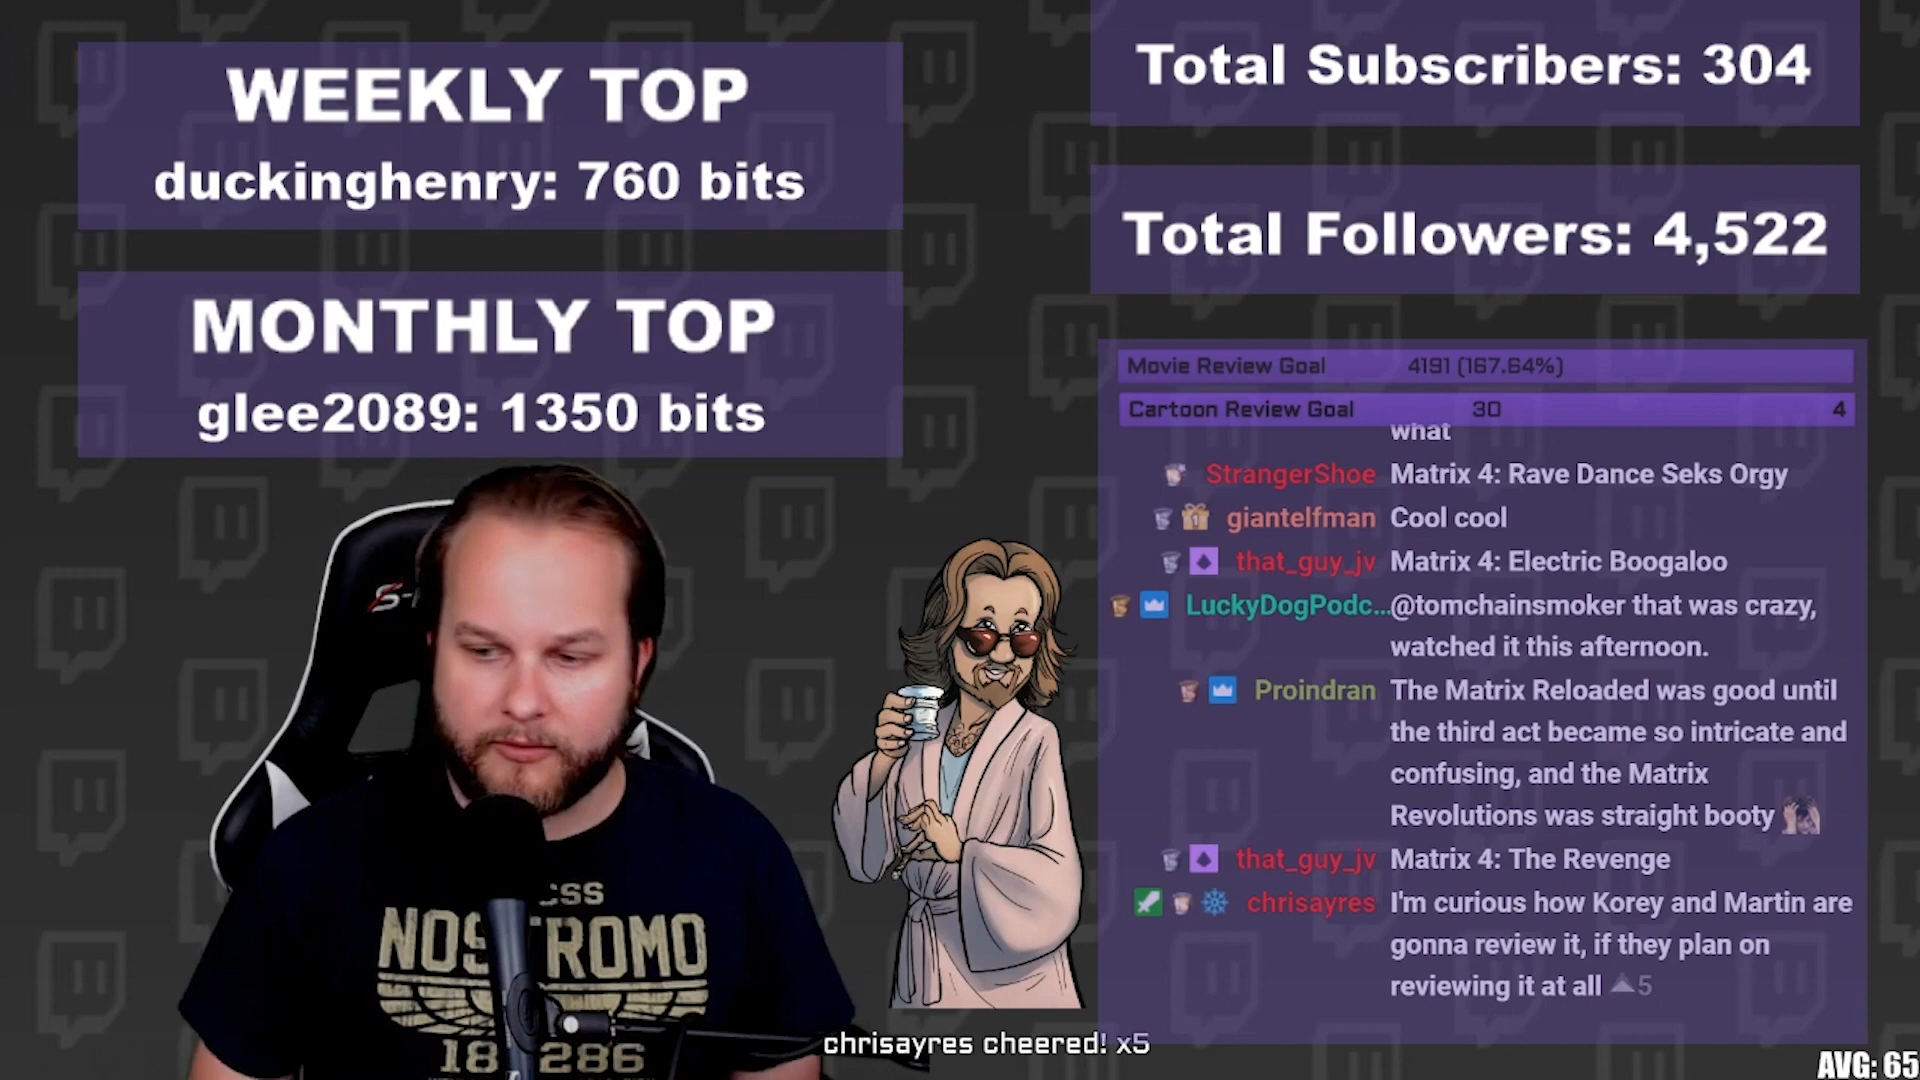 WEEKLY TOP
duckinghenry: 760 bits
MONTHLY TOP
glee2089: 1350 bits
Total Subscribers: 304
Total Followers: 4,522
Movie Review Goal 4191 (167.64%)
Cartoon Review Goal 30 4
what
StrangerShoe Matrix 4: Rave Dance Seks Orgy
giantelfman Cool cool
that_guy_jv Matrix 4: Electric Boogaloo
LuckyDogPodc...@tomchainsmoker that was crazy,
watched it this afternoon.
Proindran The Matrix Reloaded was good until
the third act became so intricate and
confusing, and the Matrix
Revolutions was straight booty
that_guy_jv Matrix 4: The Revenge
chrisayres I'm curious how Korey and Martin are
gonna review it, if they plan on
reviewing it at all 5
NOSTROMO
286
chrisayres cheered! x5
AVG: 65